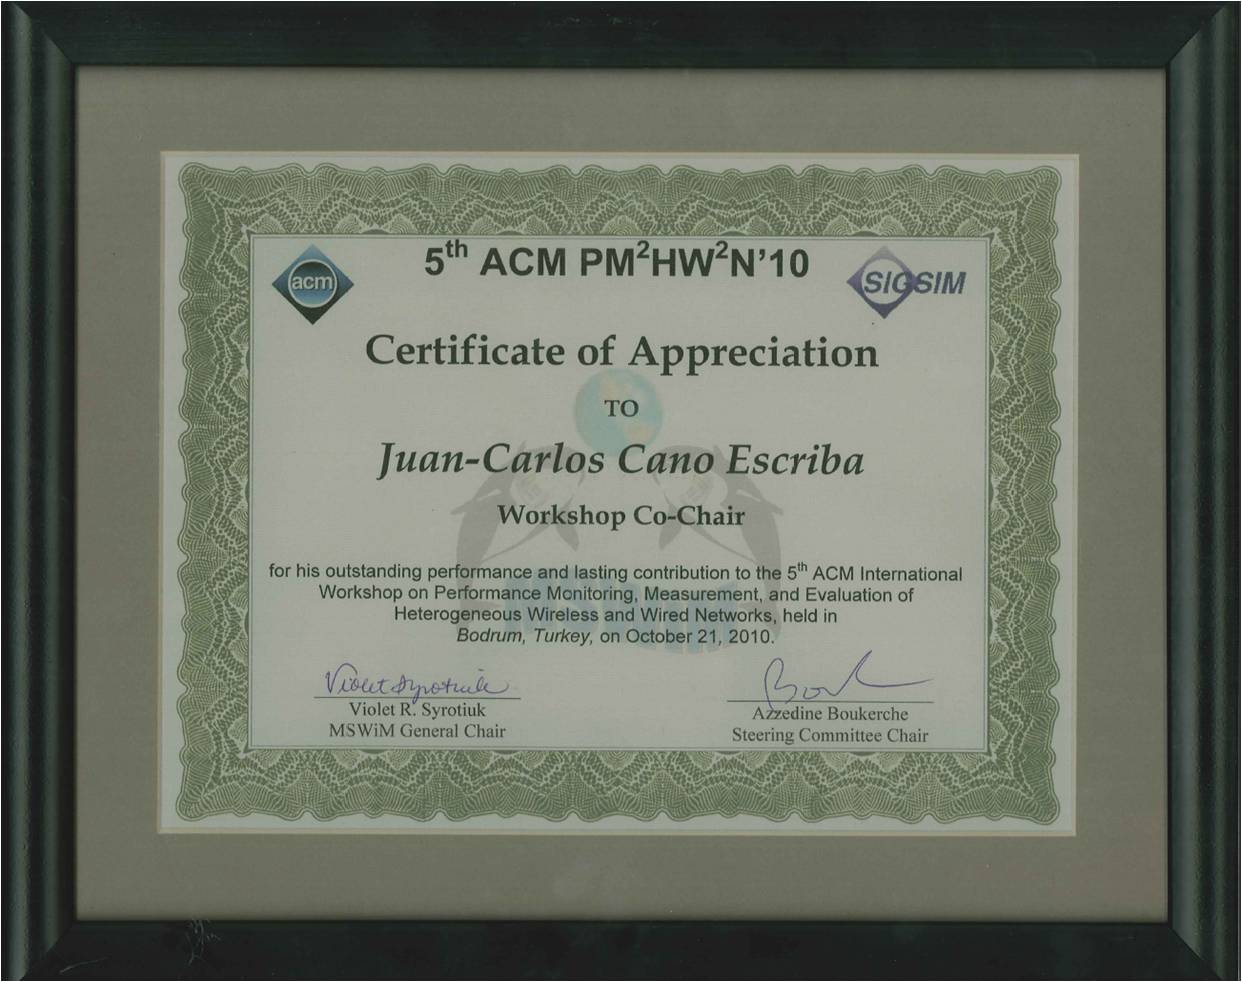 5th ACM PM2HW2N'10
acm
SIGSIM
Certificate of Appreciation
TO
Juan-Carlos Cano Escriba
Workshop Co-Chair
for his outstanding performance and lasting contribution to the 5th ACM International
Workshop on Performance Monitoring, Measurement, and Evaluation of
Heterogeneous Wireless and Wired Networks, held in
Bodrum, Turkey, on October 21, 2010.
Violet Syrotiuk
Violet R. Syrotiuk
MSWiM General Chair
Azzedine Boukerche
Steering Committee Chair